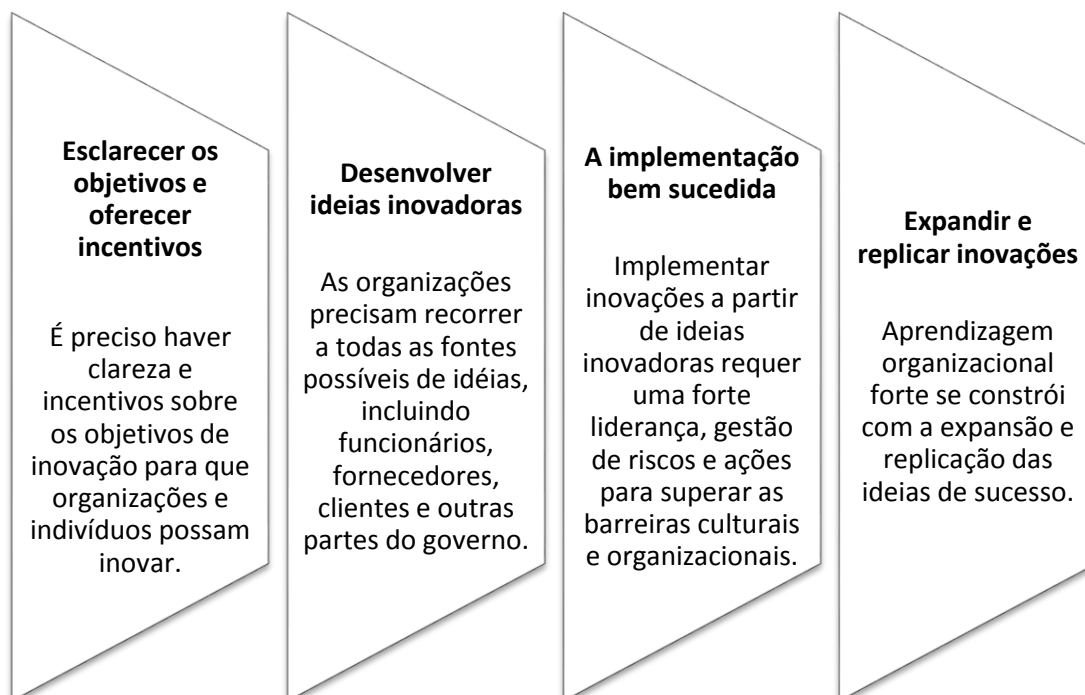 Esclarecer os
objetivos e
oferecer
incentivos
É preciso haver
clareza e
incentivos sobre
os objetivos de
inovação para que
organizações e
indivíduos possam
inovar.
Desenvolver
ideias inovadoras
As organizações
precisam recorrer
a todas as fontes
possíveis de idéias,
incluindo
funcionários,
fornecedores,
clientes e outras
partes do governo.
A implementação
bem sucedida
Implementar
inovações a partir
de ideias
inovadoras requer
uma forte
liderança, gestão
de riscos e ações
para superar as
barreiras culturais
e organizacionais.
Expandir e
replicar inovações
Aprendizagem
organizacional
forte se constrói
com a expansão e
replicação das
ideias de sucesso.